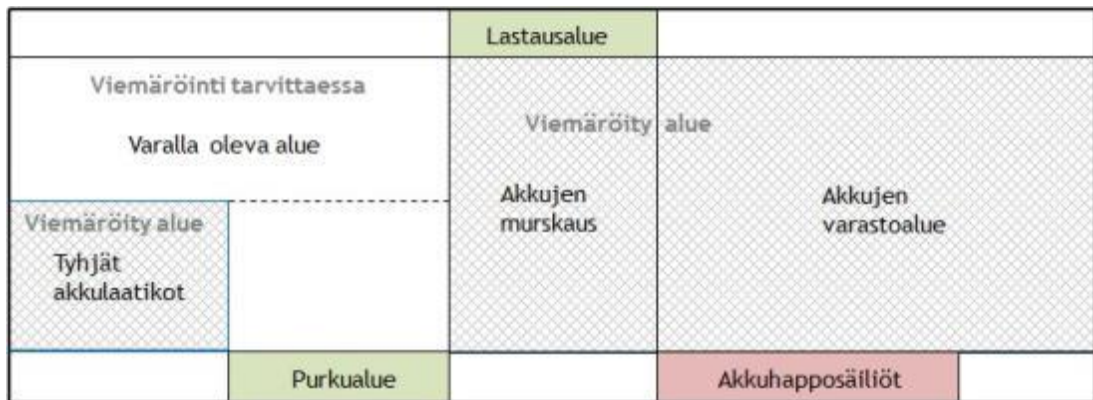 Lastausalue
Viemäröinti tarvittaessa
Varalla oleva alue
Viemäröity alue
Akkujen
murskaus
Akkujen
varastoalue
Viemäröity alue
Tyhjät
akkulaatikot
Purkualue
Akkuhapposäiliöt